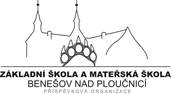 ZÁKLADNÍ ŠKOLA A MATEŘSKÁ ŠKOLA
BENEŠOV NAD PLOUČNICÍ
PŘÍSPĚVKOVÁ ORGANIZACE